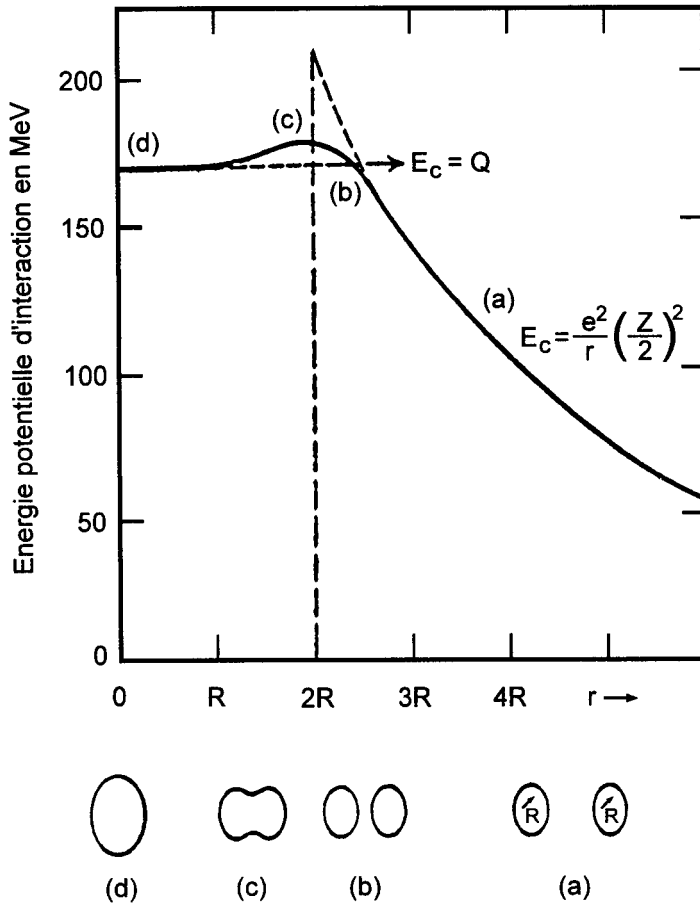 Energie potentielle d'interaction en MeV
200
150
100
50
0
(d)
(c)
(b)
E_c = Q
(a)
E_c = e²/r (Z/2)²
0 R 2R 3R 4R r →
R R
(d) (c) (b) (a)